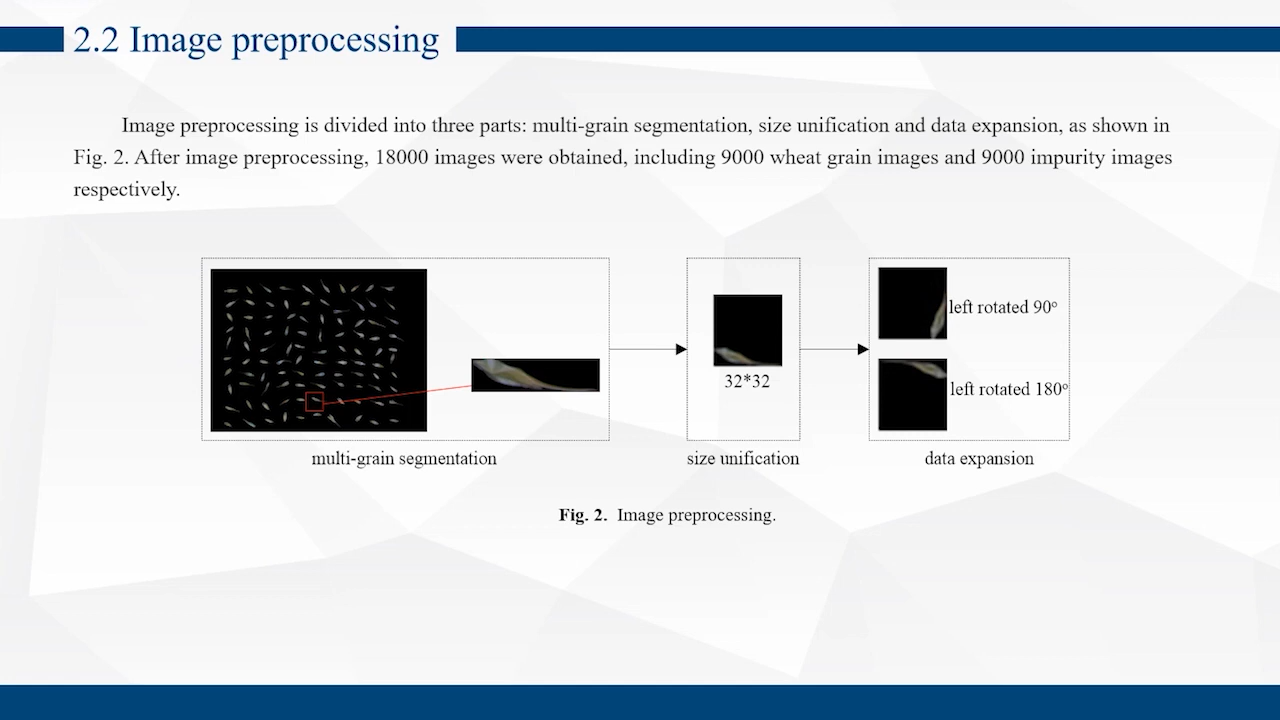 2.2 Image preprocessing
Image preprocessing is divided into three parts: multi-grain segmentation, size unification and data expansion, as shown in
Fig. 2. After image preprocessing, 18000 images were obtained, including 9000 wheat grain images and 9000 impurity images
respectively.
left rotated 90°
32*32
left rotated 180°
multi-grain segmentation
size unification
data expansion
Fig. 2. Image preprocessing.